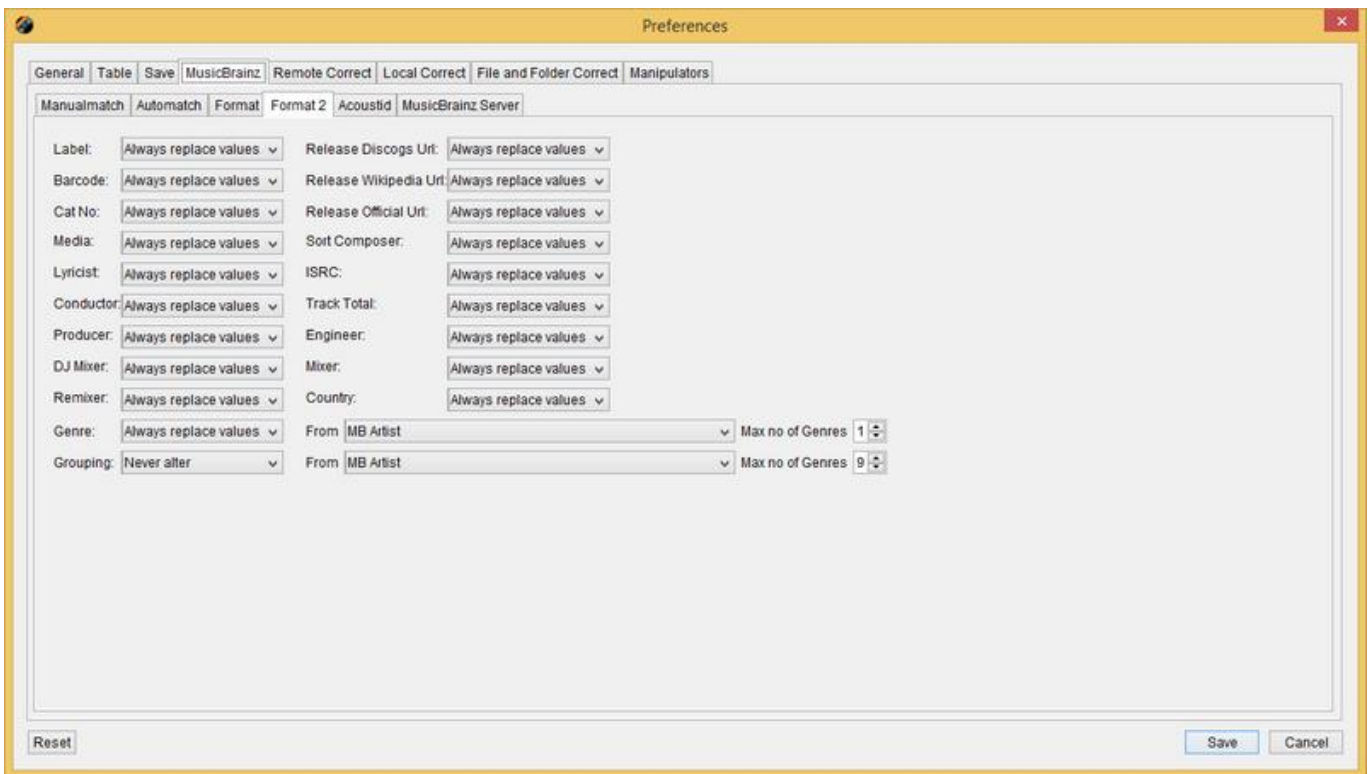 Preferences
General Table Save MusicBrainz Remote Correct Local Correct File and Folder Correct Manipulators
Manualmatch Automatch Format Format 2 Acoustid MusicBrainz Server
Label: Always replace values Release Discogs Url: Always replace values
Barcode: Always replace values Release Wikipedia Url: Always replace values
Cat No: Always replace values Release Official Url: Always replace values
Media: Always replace values Sort Composer: Always replace values
Lyricist: Always replace values ISRC: Always replace values
Conductor: Always replace values Track Total: Always replace values
Producer: Always replace values Engineer: Always replace values
DJ Mixer: Always replace values Mixer: Always replace values
Remixer: Always replace values Country: Always replace values
Genre: Always replace values From MB Artist Max no of Genres 1
Grouping: Never alter From MB Artist Max no of Genres 9
Reset Save Cancel